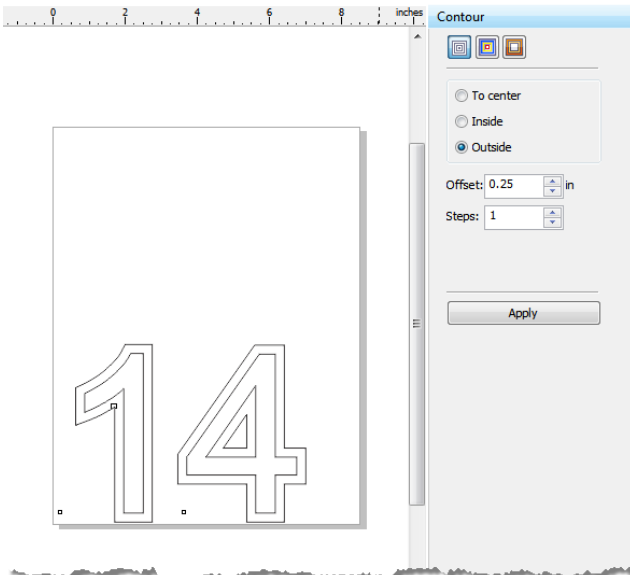 0 2 4 6 8 inches
Contour
To center
Inside
Outside
Offset: 0.25 in
Steps: 1
Apply
14